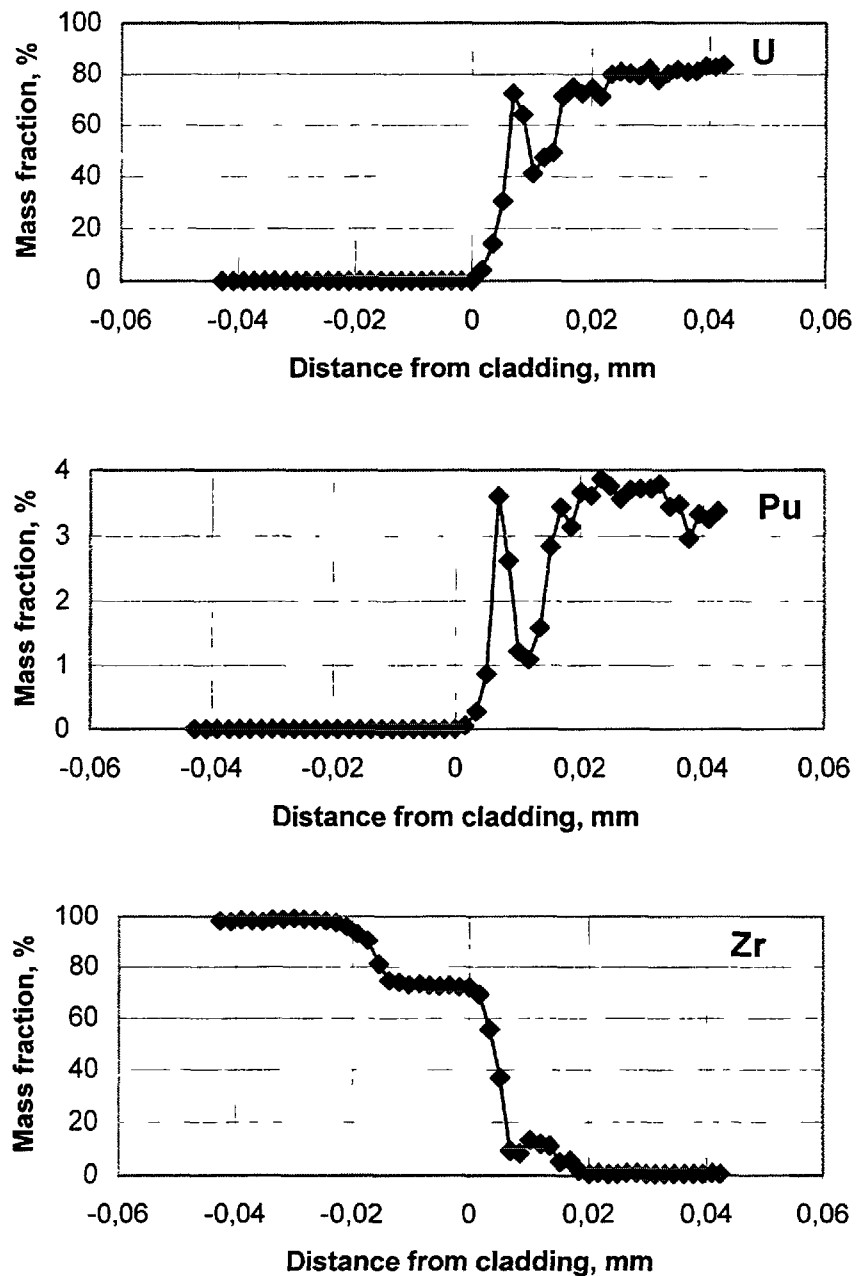 U
Mass fraction, %
100
80
60
40
20
0
-0,06 -0,04 -0,02 0 0,02 0,04 0,06
Distance from cladding, mm
Pu
Mass fraction, %
4
3
2
1
0
-0,06 -0,04 -0,02 0 0,02 0,04 0,06
Distance from cladding, mm
Zr
Mass fraction, %
100
80
60
40
20
0
-0,06 -0,04 -0,02 0 0,02 0,04 0,06
Distance from cladding, mm